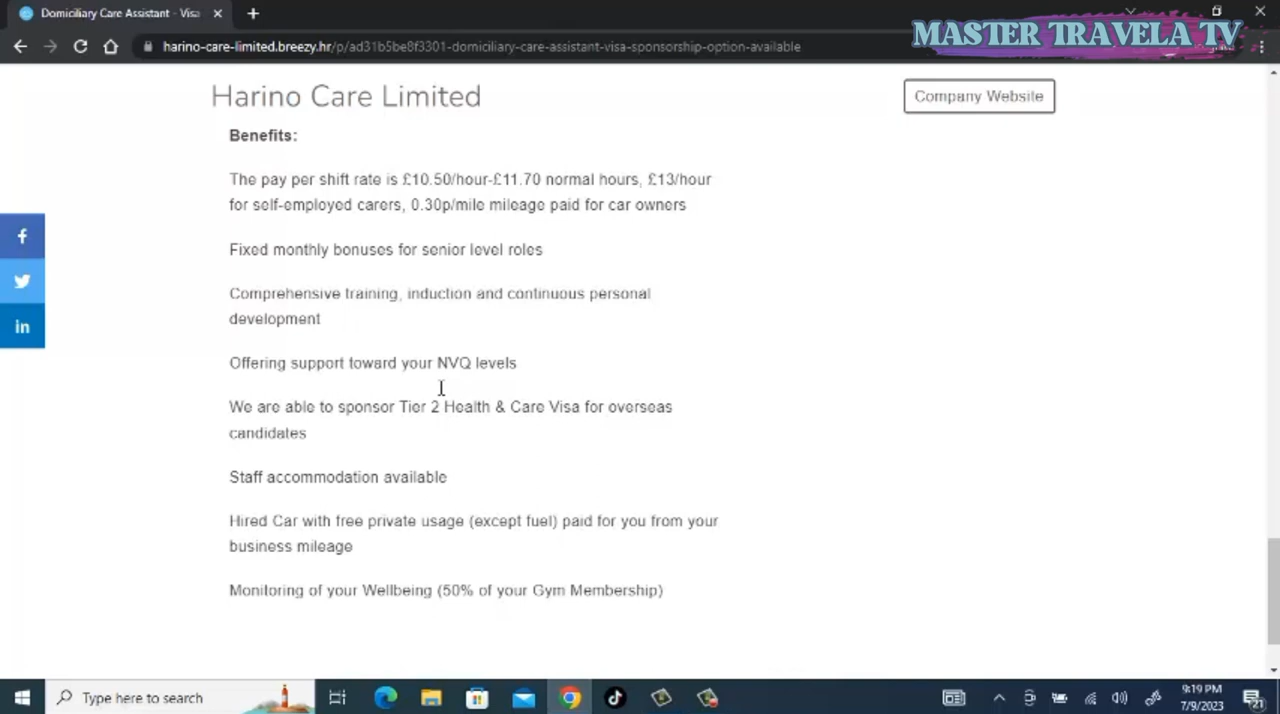 Domiciliary Care Assistant - Visa
MASTER TRAVELA TV
harino-care-limited.breezy.hr/p/ad31b5be8f3301-domiciliary-care-assistant-visa-sponsorship-option-available
Harino Care Limited
Company Website
Benefits:
The pay per shift rate is £10.50/hour-£11.70 normal hours, £13/hour
for self-employed carers, 0.30p/mile mileage paid for car owners
Fixed monthly bonuses for senior level roles
Comprehensive training, induction and continuous personal
development
Offering support toward your NVQ levels
We are able to sponsor Tier 2 Health & Care Visa for overseas
candidates
Staff accommodation available
Hired Car with free private usage (except fuel) paid for you from your
business mileage
Monitoring of your Wellbeing (50% of your Gym Membership)
Type here to search
9:19 PM
7/9/2023
21